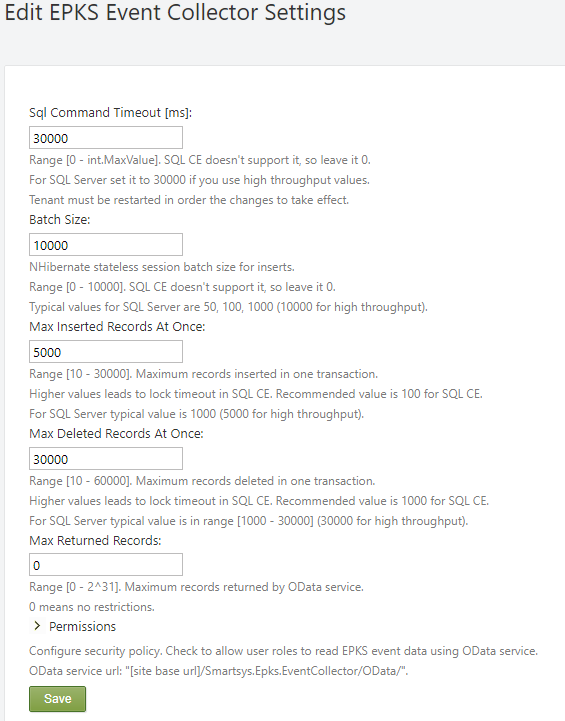 Edit EPKS Event Collector Settings
Sql Command Timeout [ms]:
30000
Range [0 - int.MaxValue]. SQL CE doesn't support it, so leave it 0.
For SQL Server set it to 30000 if you use high throughput values.
Tenant must be restarted in order the changes to take effect.
Batch Size:
10000
NHibernate stateless session batch size for inserts.
Range [0 - 10000]. SQL CE doesn't support it, so leave it 0.
Typical values for SQL Server are 50, 100, 1000 (10000 for high throughput).
Max Inserted Records At Once:
5000
Range [10 - 30000]. Maximum records inserted in one transaction.
Higher values leads to lock timeout in SQL CE. Recommended value is 100 for SQL CE.
For SQL Server typical value is 1000 (5000 for high throughput).
Max Deleted Records At Once:
30000
Range [10 - 60000]. Maximum records deleted in one transaction.
Higher values leads to lock timeout in SQL CE. Recommended value is 1000 for SQL CE.
For SQL Server typical value is in range [1000 - 30000] (30000 for high throughput).
Max Returned Records:
0
Range [0 - 2^31]. Maximum records returned by OData service.
0 means no restrictions.
Permissions
Configure security policy. Check to allow user roles to read EPKS event data using OData service.
OData service url: "[site base url]/Smartsys.Epks.EventCollector/OData/".
Save